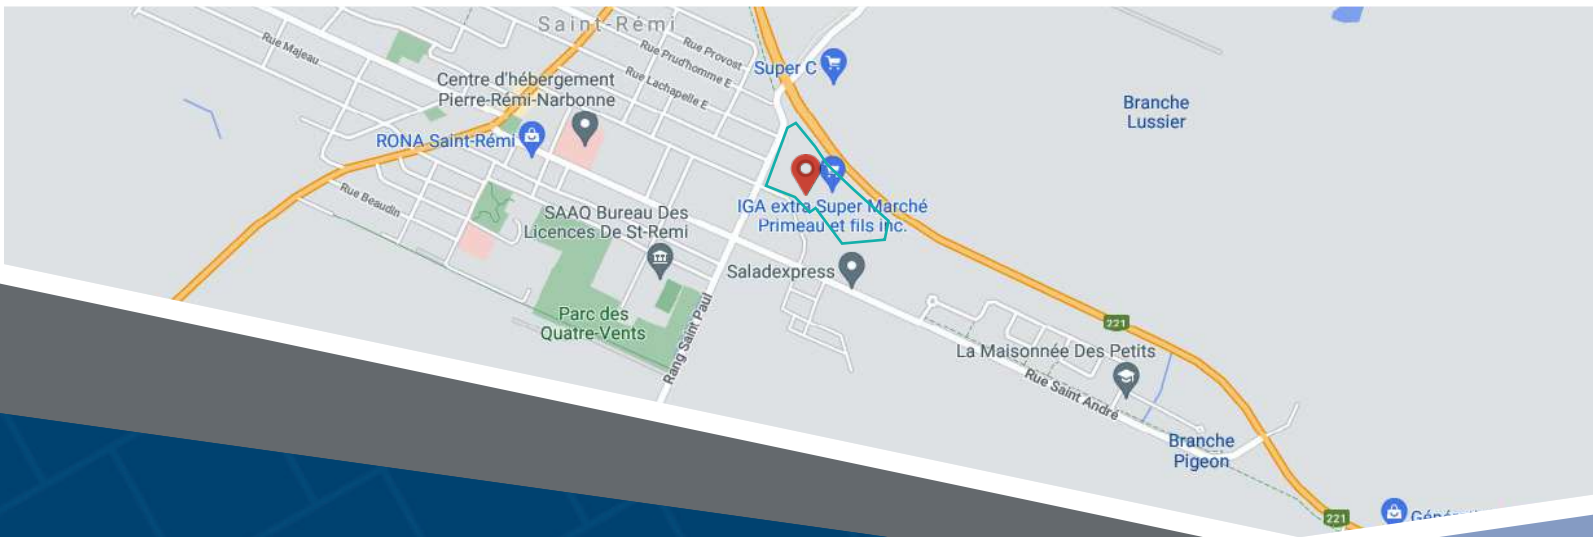 Saint-Rémi
Rue Majeau
Rue Provost
Rue Prud'homme E
Rue Lachapelle E
Super C
Centre d'hébergement
Pierre-Rémi-Narbonne
Branche
Lussier
RONA Saint-Rémi
Rue Beaudin
SAAQ Bureau Des
Licences De St-Remi
IGA extra Super Marché
Primeau et fils inc.
Saladexpress
Parc des
Quatre-Vents
Rang Saint Paul
221
La Maisonnée Des Petits
Rue Saint André
Branche
Pigeon
221